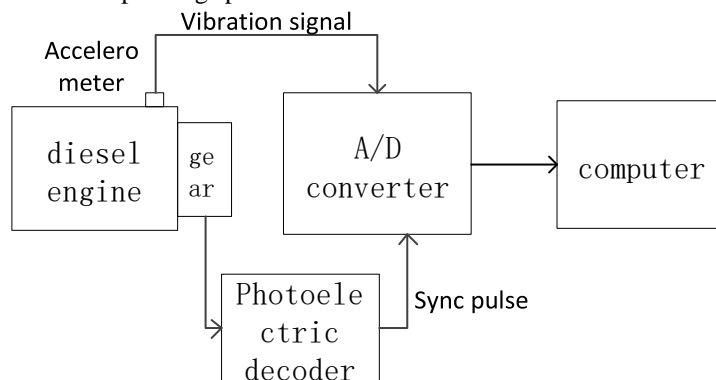 Vibration signal
Accelero
meter
diesel
engine
ge
ar
A/D
converter
computer
Photoele
ctric
decoder
Sync pulse